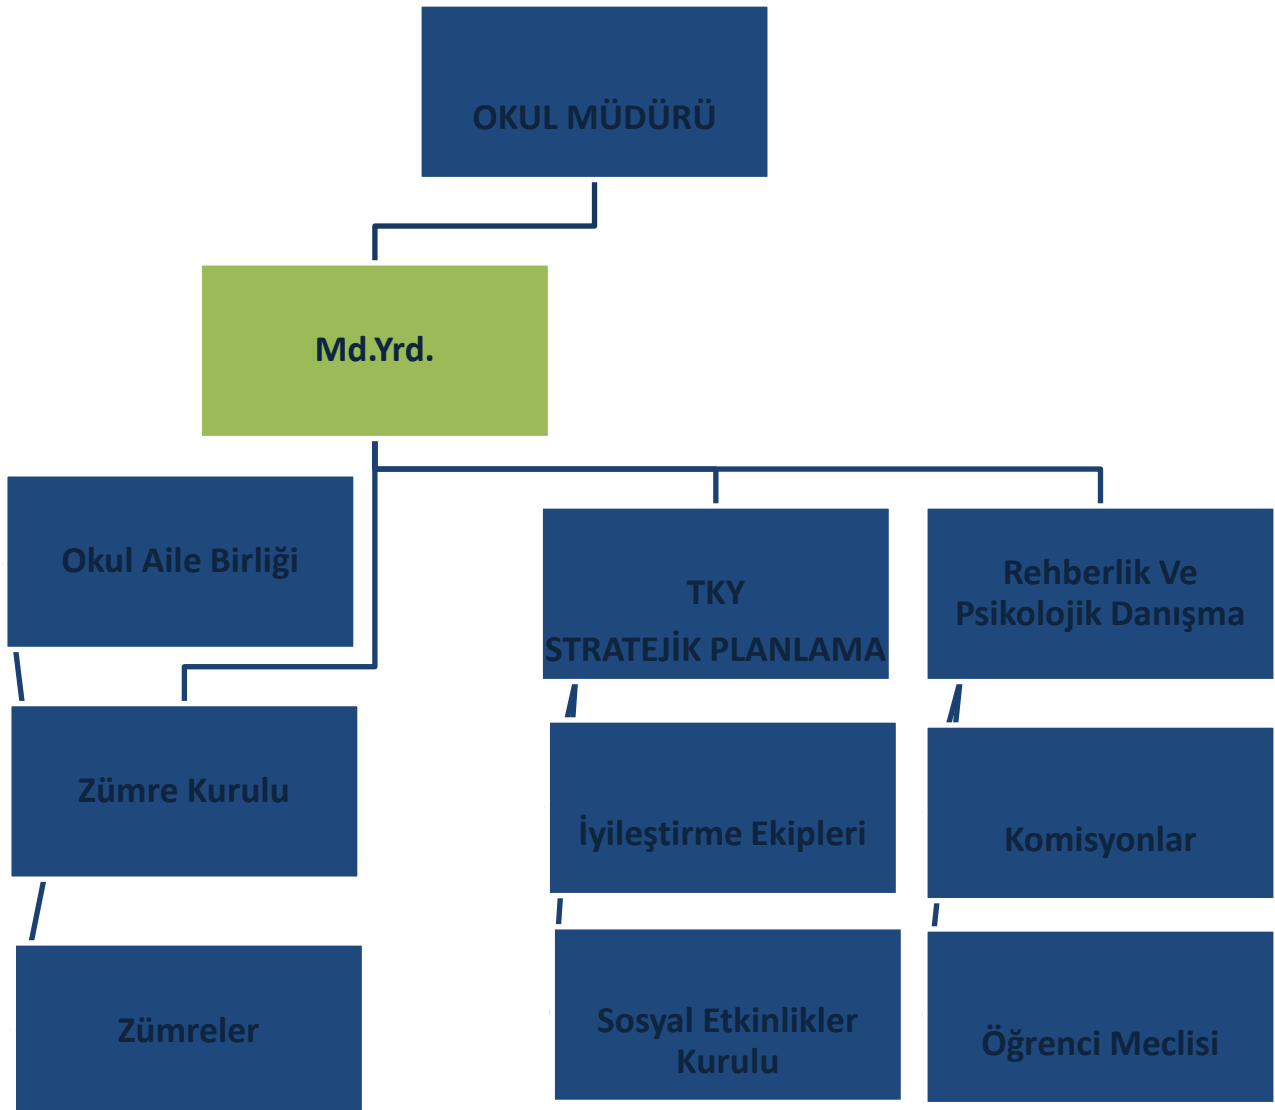 OKUL MÜDÜRÜ
Md.Yrd.
Okul Aile Birliği
TKY
STRATEJİK PLANLAMA
Rehberlik Ve
Psikolojik Danışma
Zümre Kurulu
İyileştirme Ekipleri
Komisyonlar
Zümreler
Sosyal Etkinlikler
Kurulu
Öğrenci Meclisi